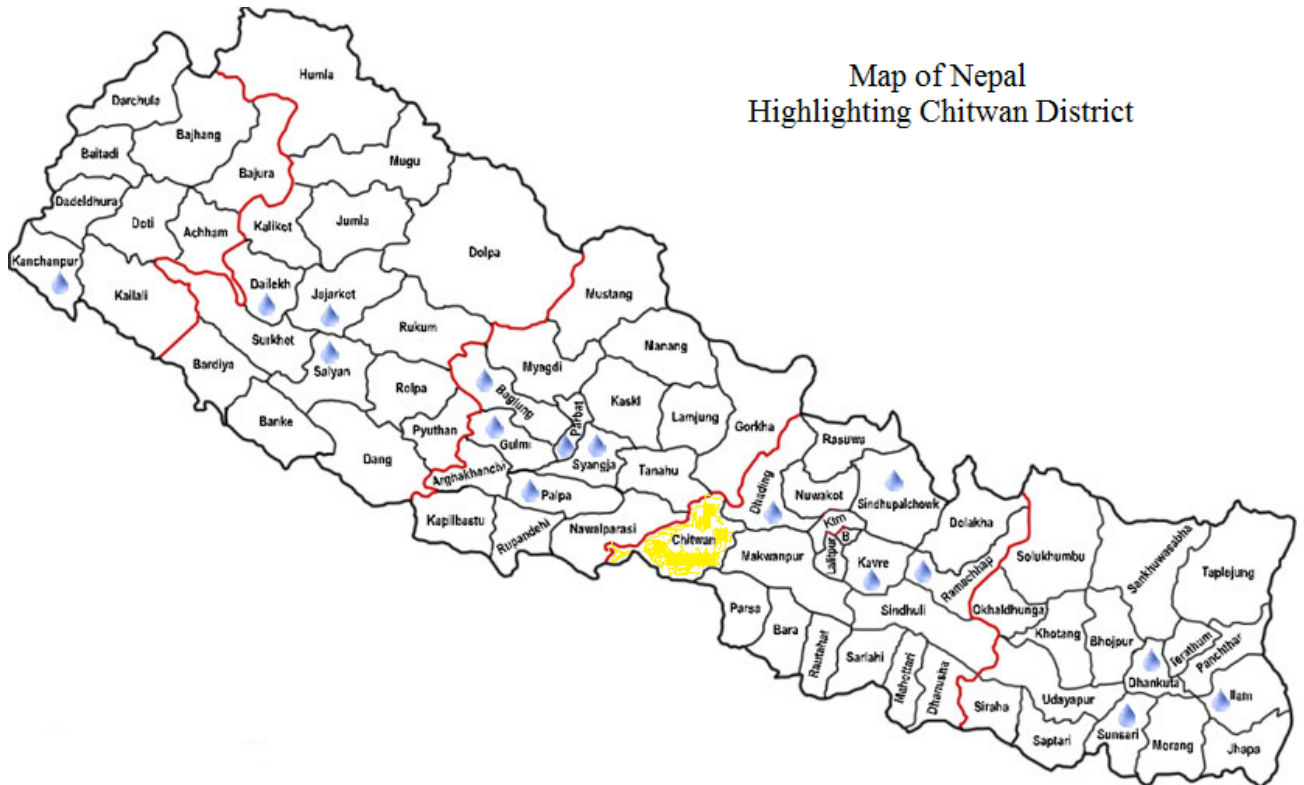 Map of Nepal
Highlighting Chitwan District
Humla
Darchula
Bajhang
Baitadi
Mugu
Bajura
Dadeldhura
Doti
Achham
Kalikot
Jumla
Dolpa
Kanchanpur
Kailali
Dailekh
Jajarkot
Mustang
Surkhet
Rukum
Manang
Bardiya
Salyan
Myagdi
Rolpa
Baglung
Parbat
Kaski
Lamjung
Gorkha
Banke
Pyuthan
Gulmi
Rasuwa
Dang
Arghakhanchi
Syangja
Tanahu
Dhading
Nuwakot
Sindhupalchowk
Palpa
Kapilbastu
Rupandehi
Nawalparasi
Chitwan
Ktm
B
Lalitpur
Dolakha
Makwanpur
Kavre
Ramechhap
Solukhumbu
Sankhuwasabha
Taplejung
Parsa
Bara
Rautahat
Sarlahi
Mahottari
Dhanusha
Sindhuli
Okhaldhunga
Khotang
Bhojpur
Terathum
Panchthar
Dhankuta
Siraha
Udayapur
Ilam
Saptari
Sunsari
Morang
Jhapa